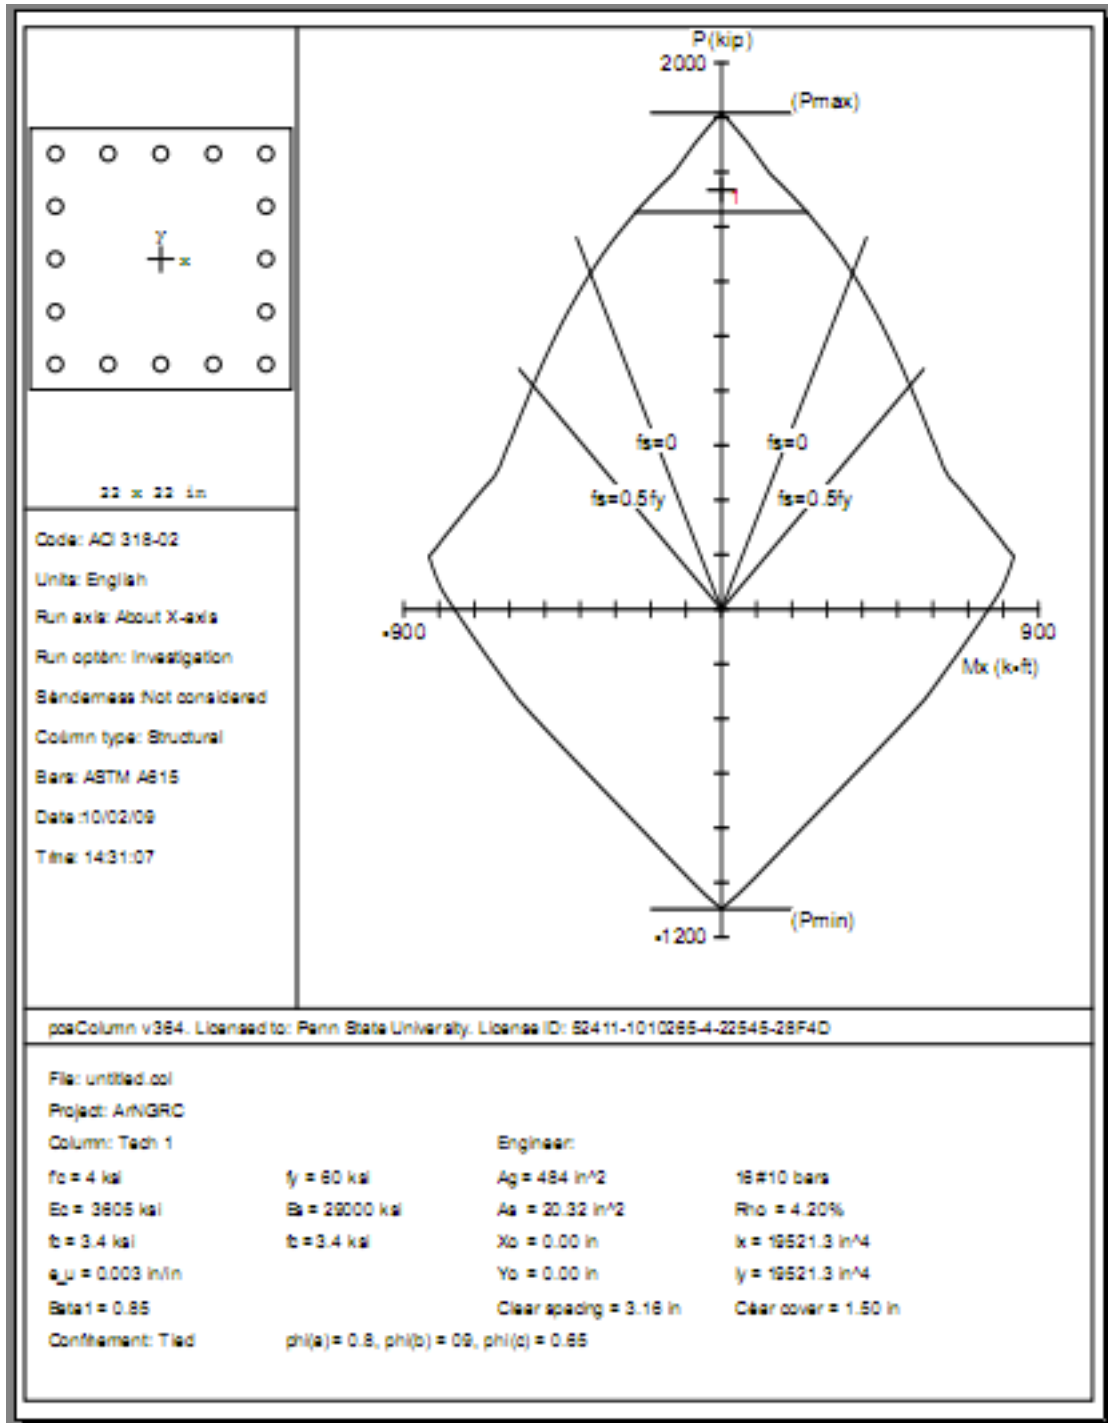 P (kip)
2000
(Pmax)
1
y
x
fs=0
fs=0
fs=0.5fy
fs=0.5fy
22 x 22 in
Code: ACI 318-02
Units: English
Run axis: About X-axis
Run option: Investigation
Slenderness: Not considered
Column type: Structural
Bars: ASTM A615
Date: 10/02/09
Time: 14:31:07
-900
900
Mx (k-ft)
-1200
(Pmin)
pcaColumn v3.64. Licensed to: Penn State University. License ID: 52411-1010265-4-22545-28F4D
File: untitled.col
Project: ArNGRC
Column: Tech 1
Engineer:
f'c = 4 ksi
fy = 60 ksi
Ag = 484 in^2
16 #10 bars
Ec = 3605 ksi
Es = 29000 ksi
As = 20.32 in^2
Rho = 4.20%
fc = 3.4 ksi
fc = 3.4 ksi
Xo = 0.00 in
Ix = 19521.3 in^4
e_u = 0.003 in/in
Yo = 0.00 in
Iy = 19521.3 in^4
Beta1 = 0.85
Clear spacing = 3.16 in
Clear cover = 1.50 in
Confinement: Tied
phi(a) = 0.8, phi(b) = 0.9, phi(c) = 0.65